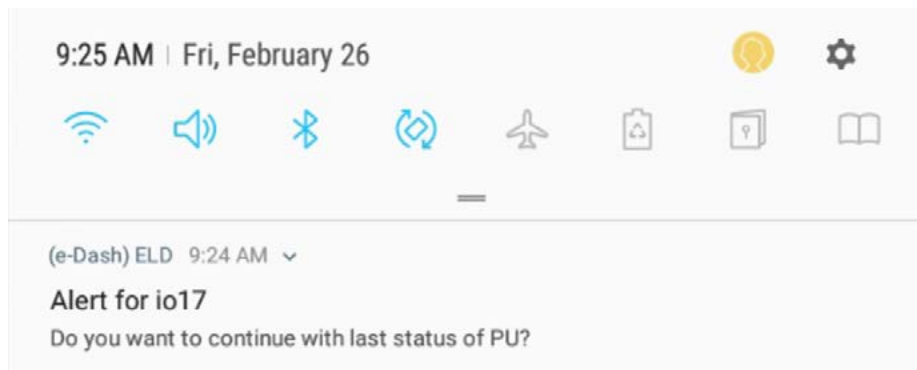 9:25 AM | Fri, February 26
(e-Dash) ELD 9:24 AM
Alert for io17
Do you want to continue with last status of PU?